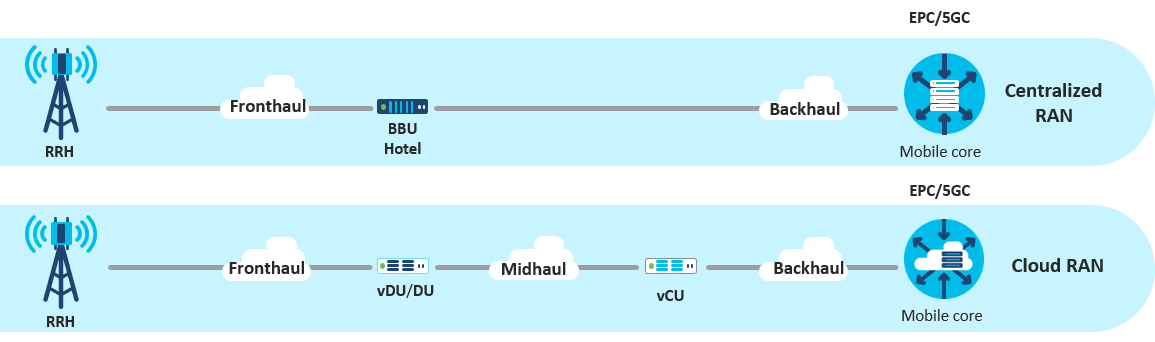 EPC/5GC
Fronthaul
BBU
Hotel
Backhaul
Centralized
RAN
RRH
Mobile core
EPC/5GC
Fronthaul
vDU/DU
Midhaul
vCU
Backhaul
Cloud RAN
RRH
Mobile core